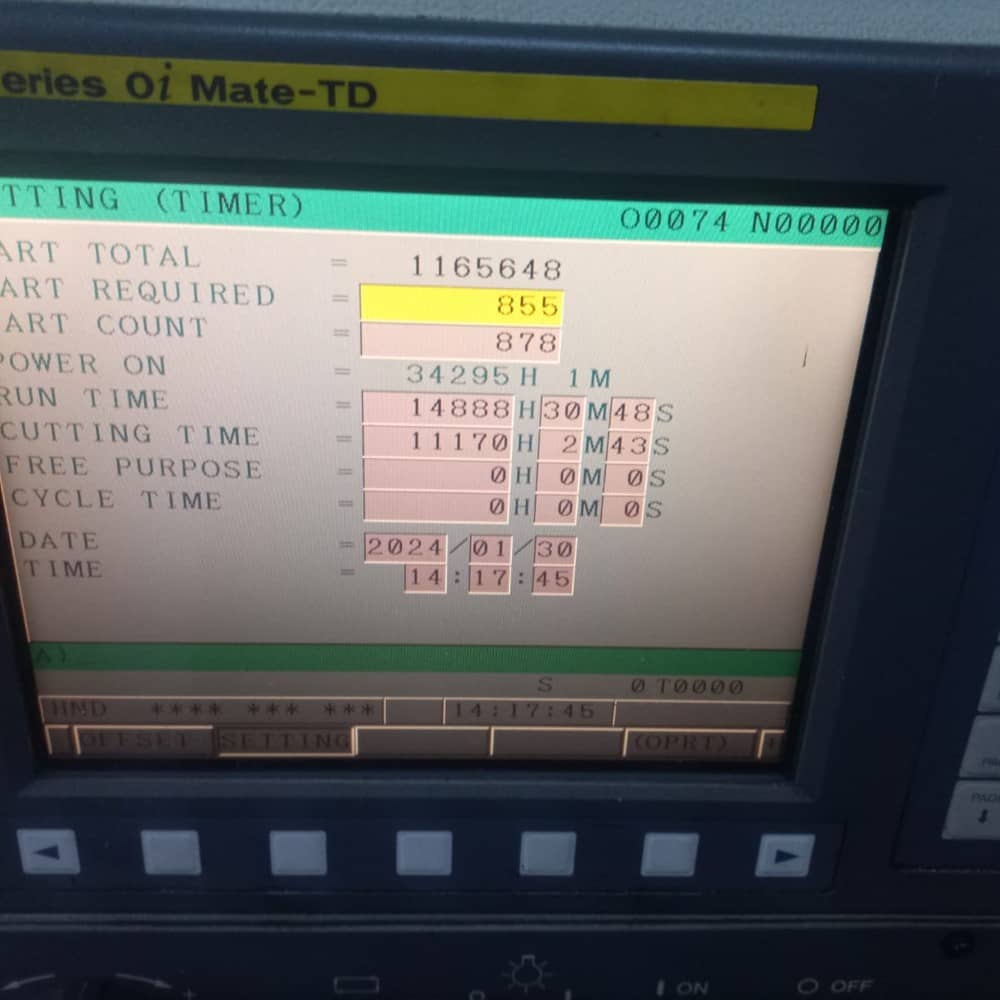 eries 0i Mate-TD
TTING (TIMER)
O0074 N00000
ART TOTAL = 1165648
ART REQUIRED = 855
ART COUNT = 878
POWER ON = 34295H 1M
RUN TIME = 14888H30M48S
CUTTING TIME = 11170H 2M43S
FREE PURPOSE = 0H 0M 0S
CYCLE TIME = 0H 0M 0S
DATE = 2024/01/30
TIME = 14:17:45
A)
S 0 T0000
HND **** *** *** 14:17:45
OFFSET SETTING (OPRT)
PAGE
ON OFF